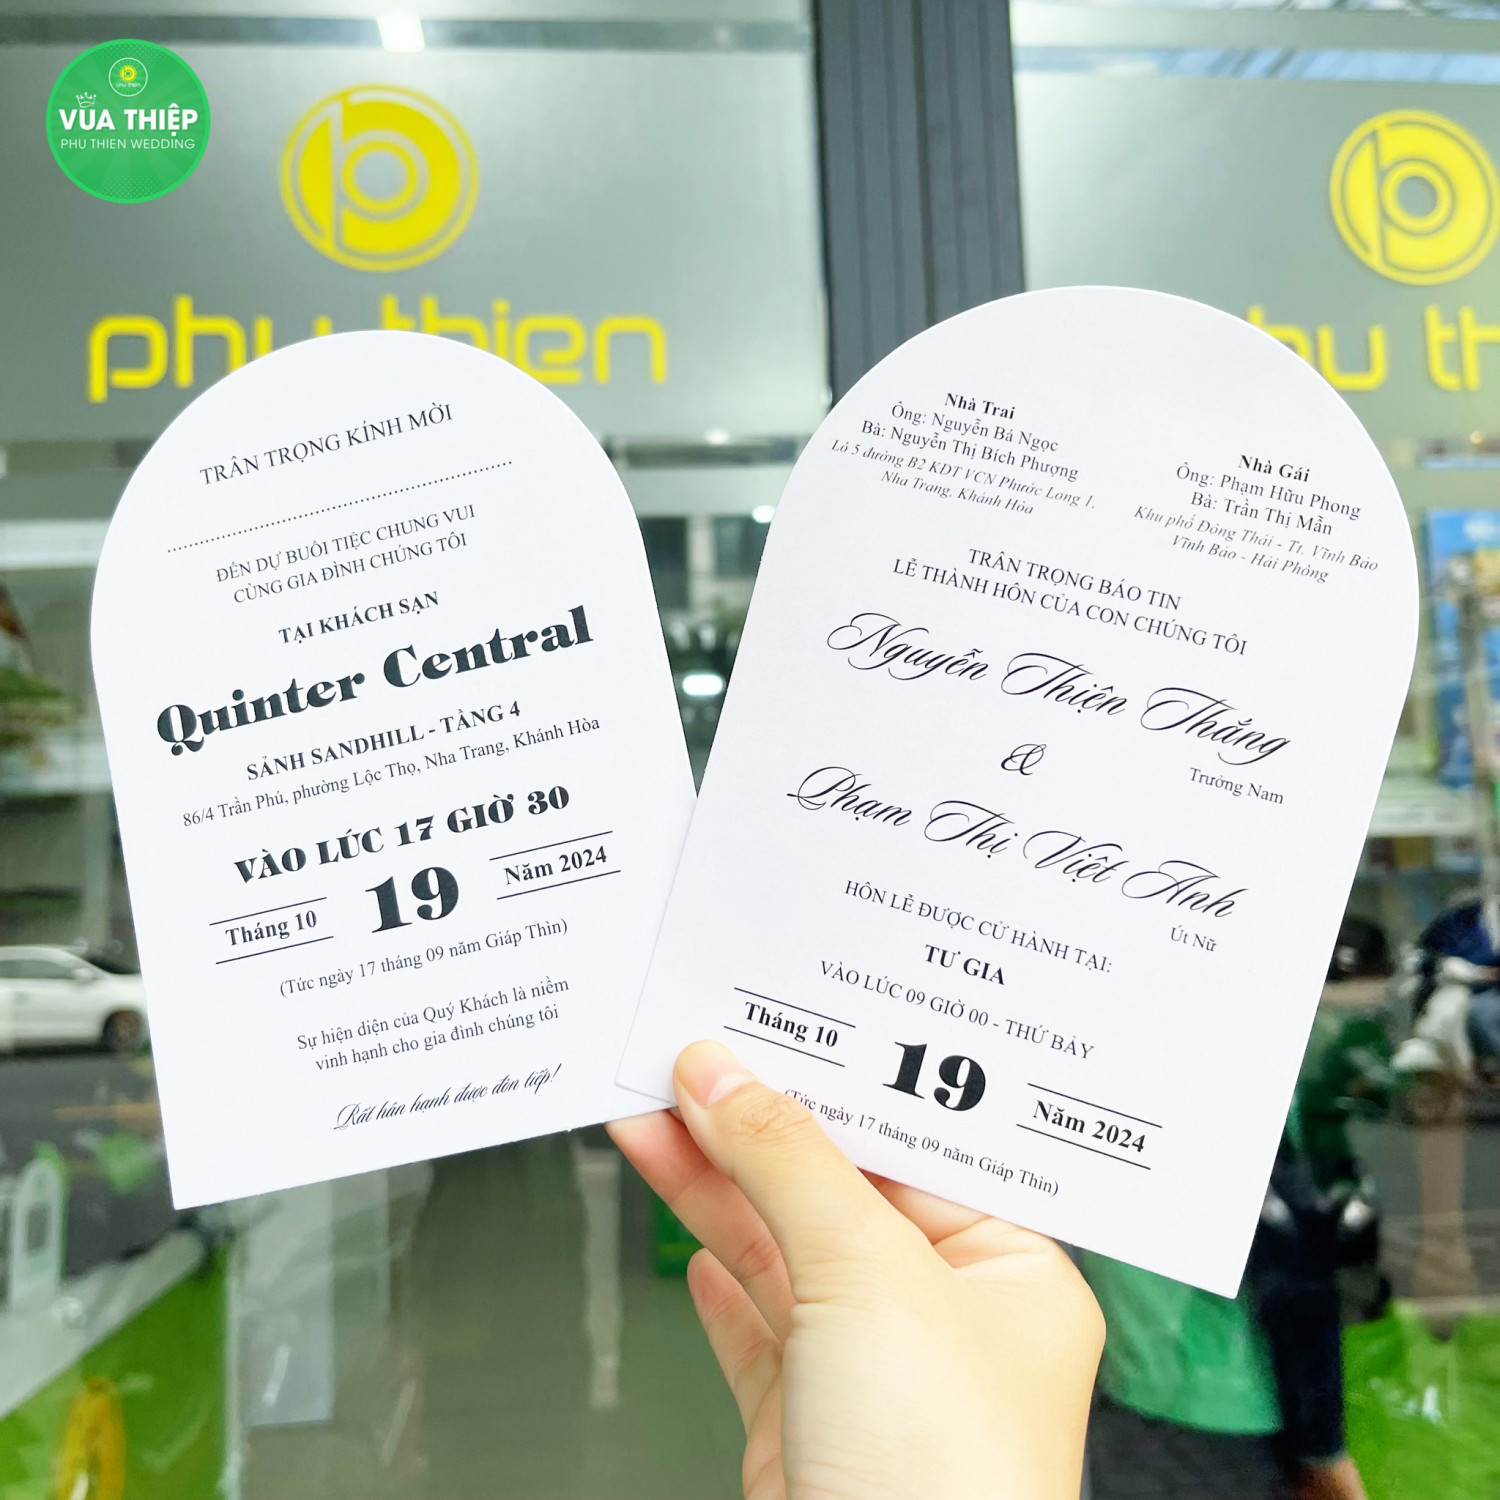 phu thien
VUA THIỆP
PHU THIEN WEDDING
phu thien
TRÂN TRỌNG KÍNH MỜI
ĐẾN DỰ BUỔI TIỆC CHUNG VUI
CÙNG GIA ĐÌNH CHÚNG TÔI
TẠI KHÁCH SẠN
Quinter Central
SẢNH SANDHILL - TẦNG 4
86/4 Trần Phú, phường Lộc Thọ, Nha Trang, Khánh Hòa
VÀO LÚC 17 GIỜ 30
Tháng 10 19 Năm 2024
(Tức ngày 17 tháng 09 năm Giáp Thìn)
Sự hiện diện của Quý Khách là niềm
vinh hạnh cho gia đình chúng tôi
Rất hân hạnh được đón tiếp!
Nhà Trai
Ông: Nguyễn Bá Ngọc
Bà: Nguyễn Thị Bích Phượng
Lô 5 đường B2 KDT VCN Phước Long 1,
Nha Trang, Khánh Hòa
Nhà Gái
Ông: Phạm Hữu Phong
Bà: Trần Thị Mẫn
Khu phố Đông Thái - Tt. Vĩnh Bảo
Vĩnh Bảo - Hải Phòng
TRÂN TRỌNG BÁO TIN
LỄ THÀNH HÔN CỦA CON CHÚNG TÔI
Nguyễn Thiện Thắng
Trưởng Nam
&
Phạm Thị Việt Anh
Út Nữ
HÔN LỄ ĐƯỢC CỬ HÀNH TẠI:
TƯ GIA
VÀO LÚC 09 GIỜ 00 - THỨ BẢY
Tháng 10 19 Năm 2024
(Tức ngày 17 tháng 09 năm Giáp Thìn)